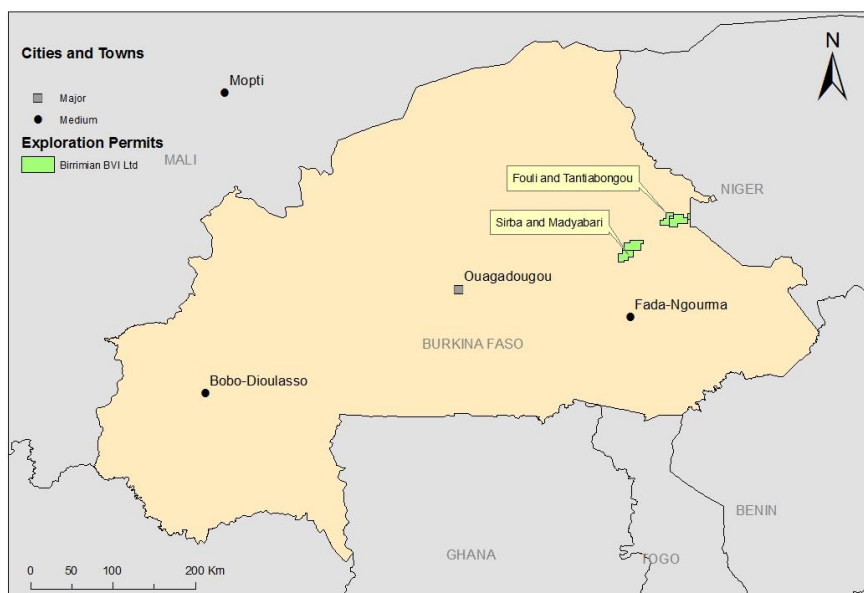 Cities and Towns
Major
Medium
Exploration Permits
Birrimian BVI Ltd
N
Mopti
MALI
Fouli and Tantiabongou
NIGER
Sirba and Madyabari
Ouagadougou
Fada-Ngourma
BURKINA FASO
Bobo-Dioulasso
BENIN
GHANA
TOGO
0 50 100 200 Km